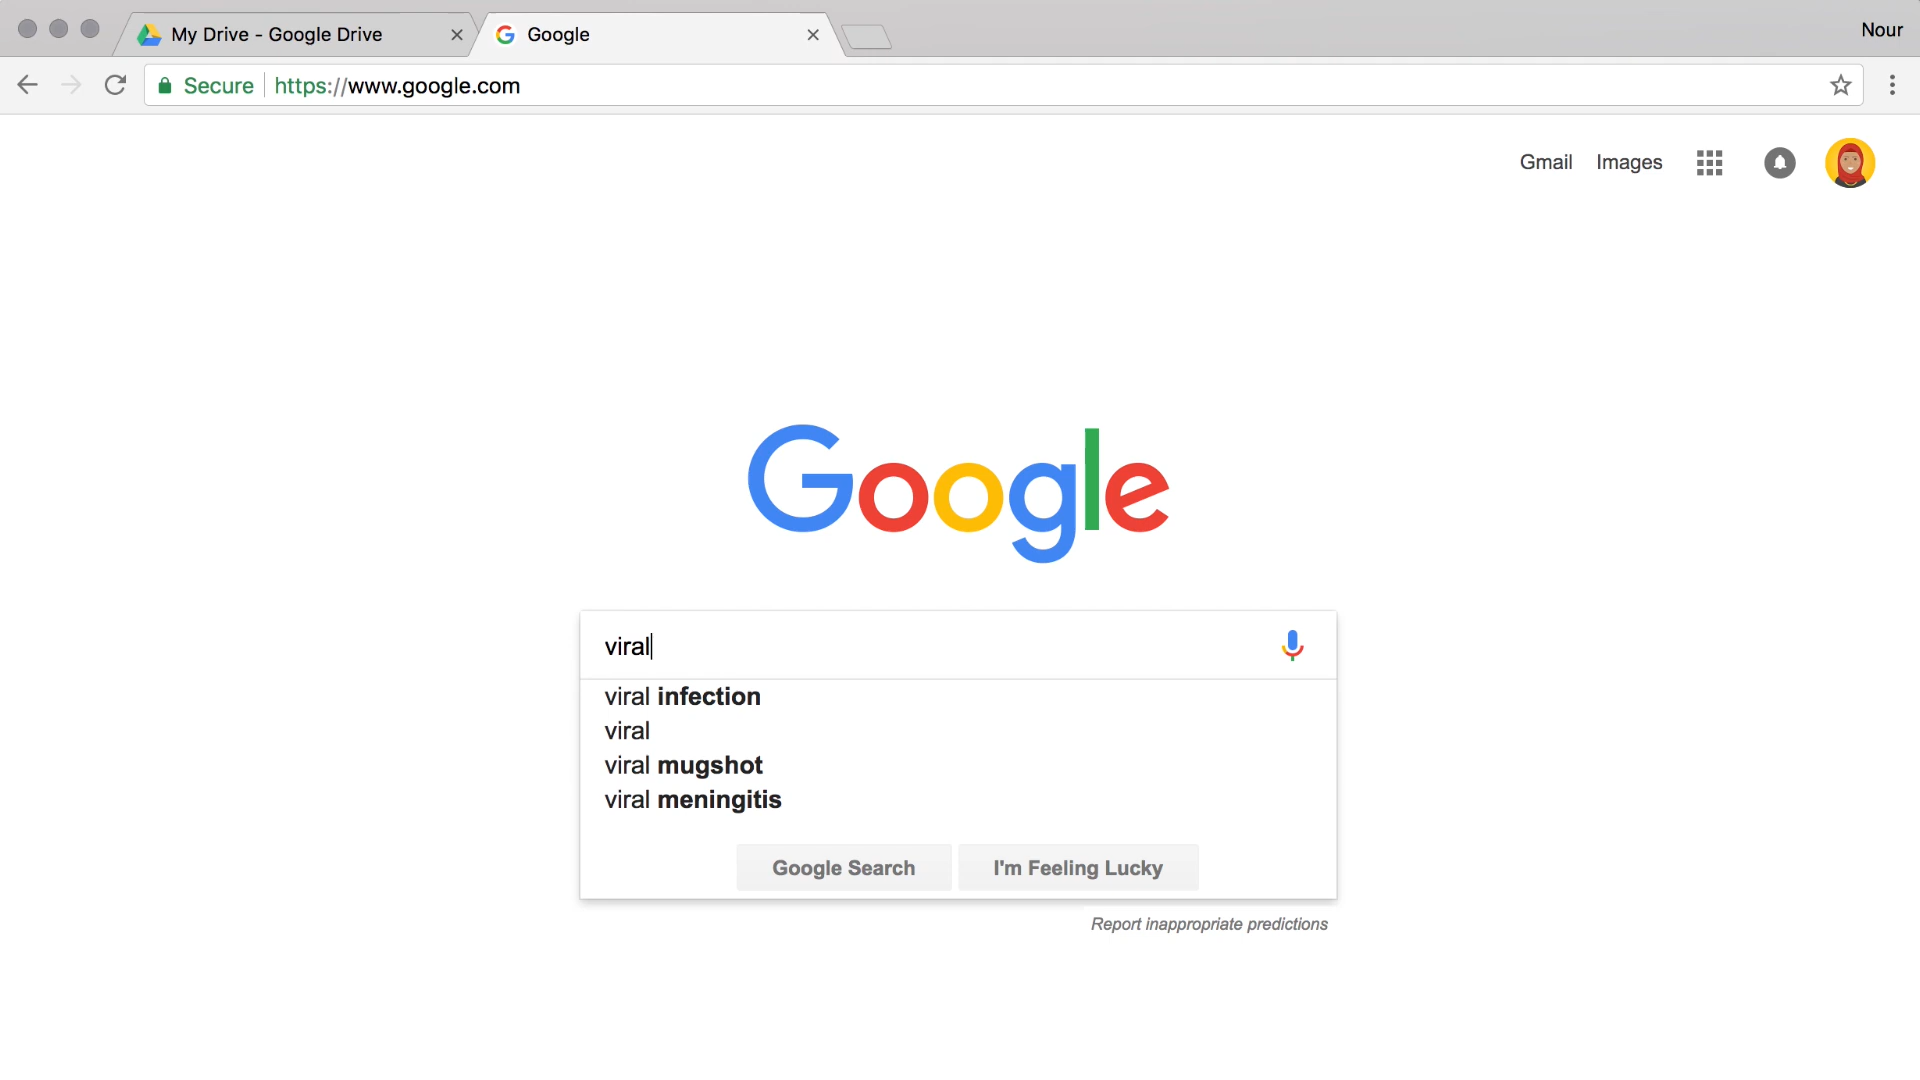 My Drive - Google Drive
Google
Nour
Secure
https://www.google.com
Gmail
Images
Google
viral
viral infection
viral
viral mugshot
viral meningitis
Google Search
I'm Feeling Lucky
Report inappropriate predictions